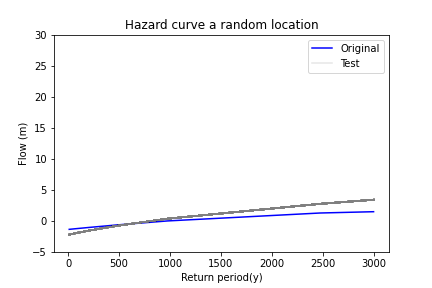 Hazard curve a random location
Original
Test
Flow (m)
30
25
20
15
10
5
0
−5
0 500 1000 1500 2000 2500 3000
Return period(y)